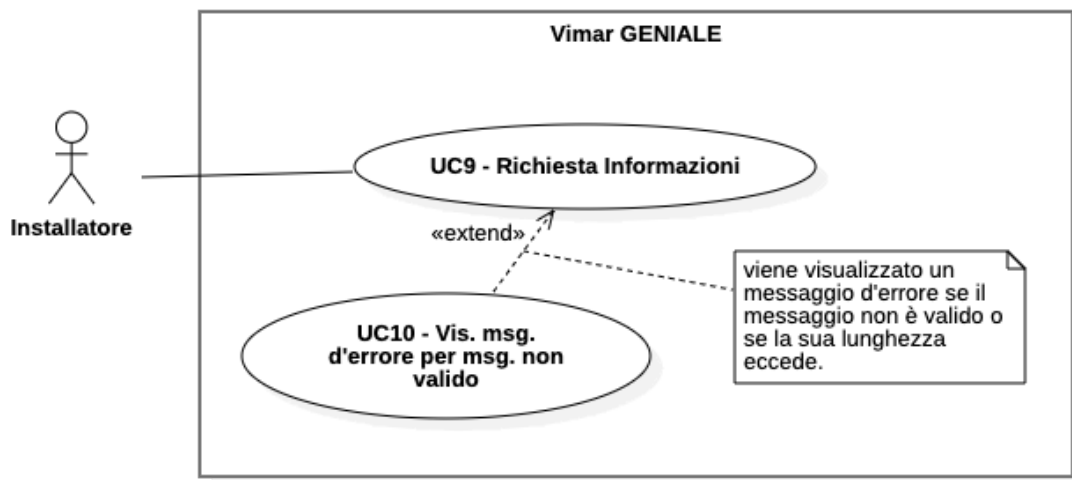 Vimar GENIALE
UC9 - Richiesta Informazioni
Installatore
«extend»
viene visualizzato un
messaggio d'errore se il
messaggio non è valido o
se la sua lunghezza
eccede.
UC10 - Vis. msg.
d'errore per msg. non
valido